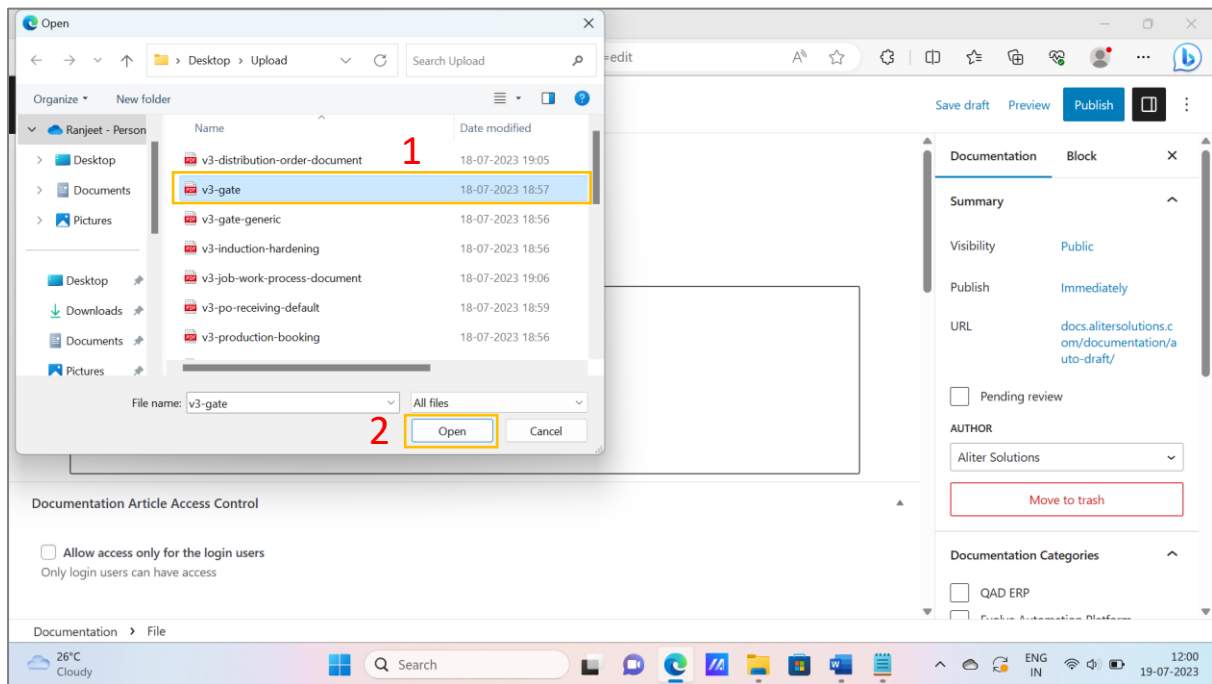 Open
Desktop > Upload
Search Upload
=edit
Organize
New folder
Save draft
Preview
Publish
Ranjeet - Person
Desktop
Documents
Pictures
Desktop
Downloads
Documents
Pictures
Name
Date modified
1
v3-distribution-order-document
18-07-2023 19:05
v3-gate
18-07-2023 18:57
v3-gate-generic
18-07-2023 18:56
v3-induction-hardening
18-07-2023 18:56
v3-job-work-process-document
18-07-2023 19:06
v3-po-receiving-default
18-07-2023 18:59
v3-production-booking
18-07-2023 18:56
File name:
v3-gate
All files
2
Open
Cancel
Documentation Article Access Control
Allow access only for the login users
Only login users can have access
Documentation > File
Documentation
Block
Summary
Visibility
Public
Publish
Immediately
URL
docs.alitersolutions.c
om/documentation/a
uto-draft/
Pending review
AUTHOR
Aliter Solutions
Move to trash
Documentation Categories
QAD ERP
Evolve Automation Platform
26°C
Cloudy
Search
ENG
IN
12:00
19-07-2023